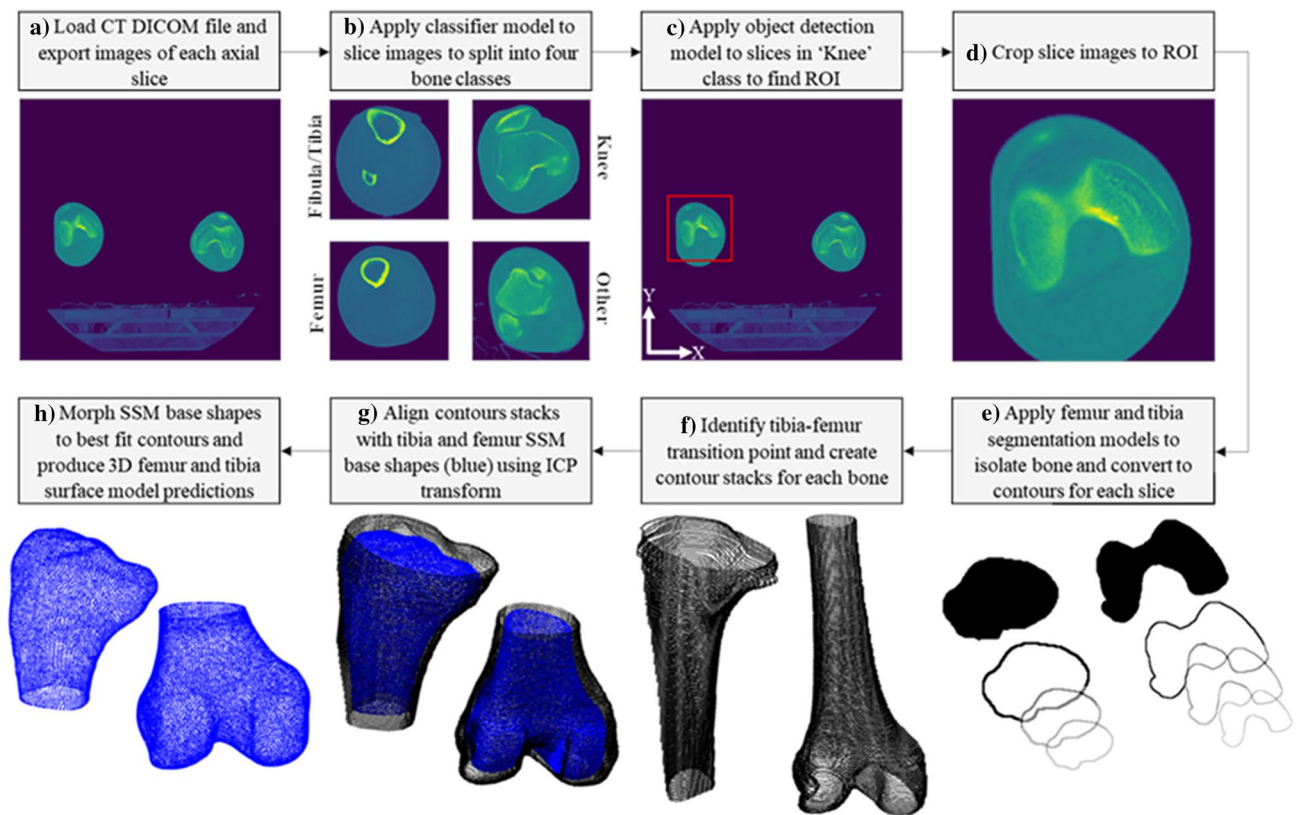 a) Load CT DICOM file and
export images of each axial
slice
b) Apply classifier model to
slice images to split into four
bone classes
c) Apply object detection
model to slices in ‘Knee’
class to find ROI
d) Crop slice images to ROI
Fibula/Tibia
Knee
Femur
Other
Y
X
h) Morph SSM base shapes
to best fit contours and
produce 3D femur and tibia
surface model predictions
g) Align contours stacks
with tibia and femur SSM
base shapes (blue) using ICP
transform
f) Identify tibia-femur
transition point and create
contour stacks for each bone
e) Apply femur and tibia
segmentation models to
isolate bone and convert to
contours for each slice